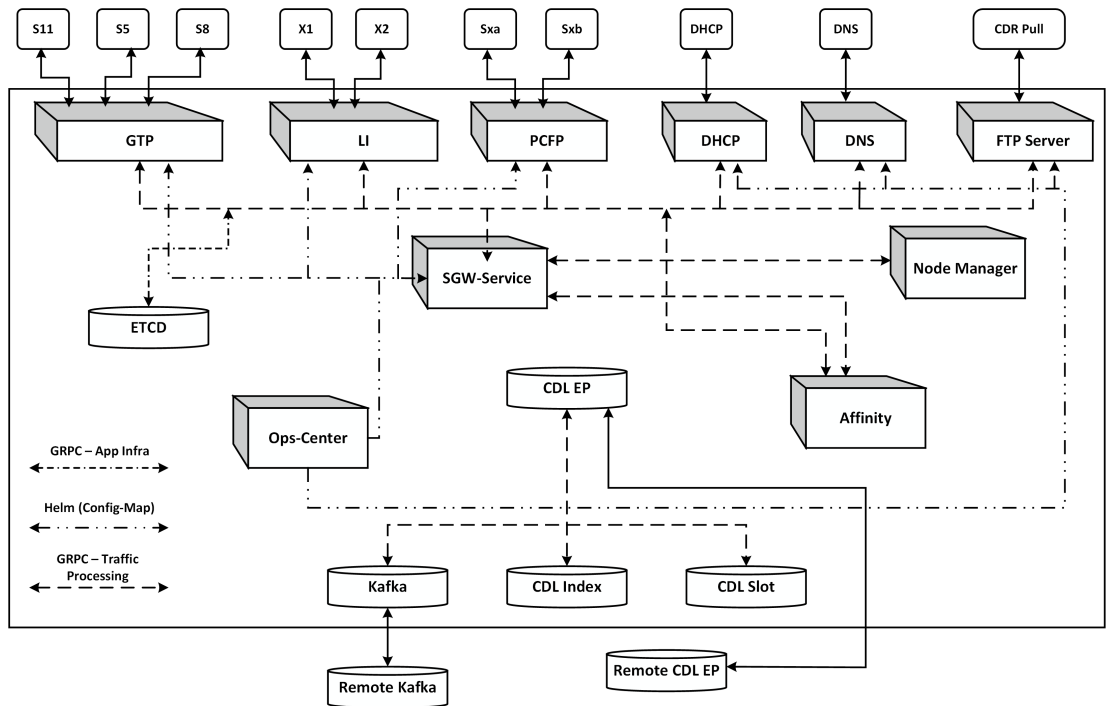 S11
S5
S8
X1
X2
Sxa
Sxb
DHCP
DNS
CDR Pull
GTP
LI
PCFP
DHCP
DNS
FTP Server
SGW-Service
Node Manager
ETCD
CDL EP
Affinity
Ops-Center
GRPC – App Infra
Helm (Config-Map)
GRPC – Traffic
Processing
Kafka
CDL Index
CDL Slot
Remote Kafka
Remote CDL EP